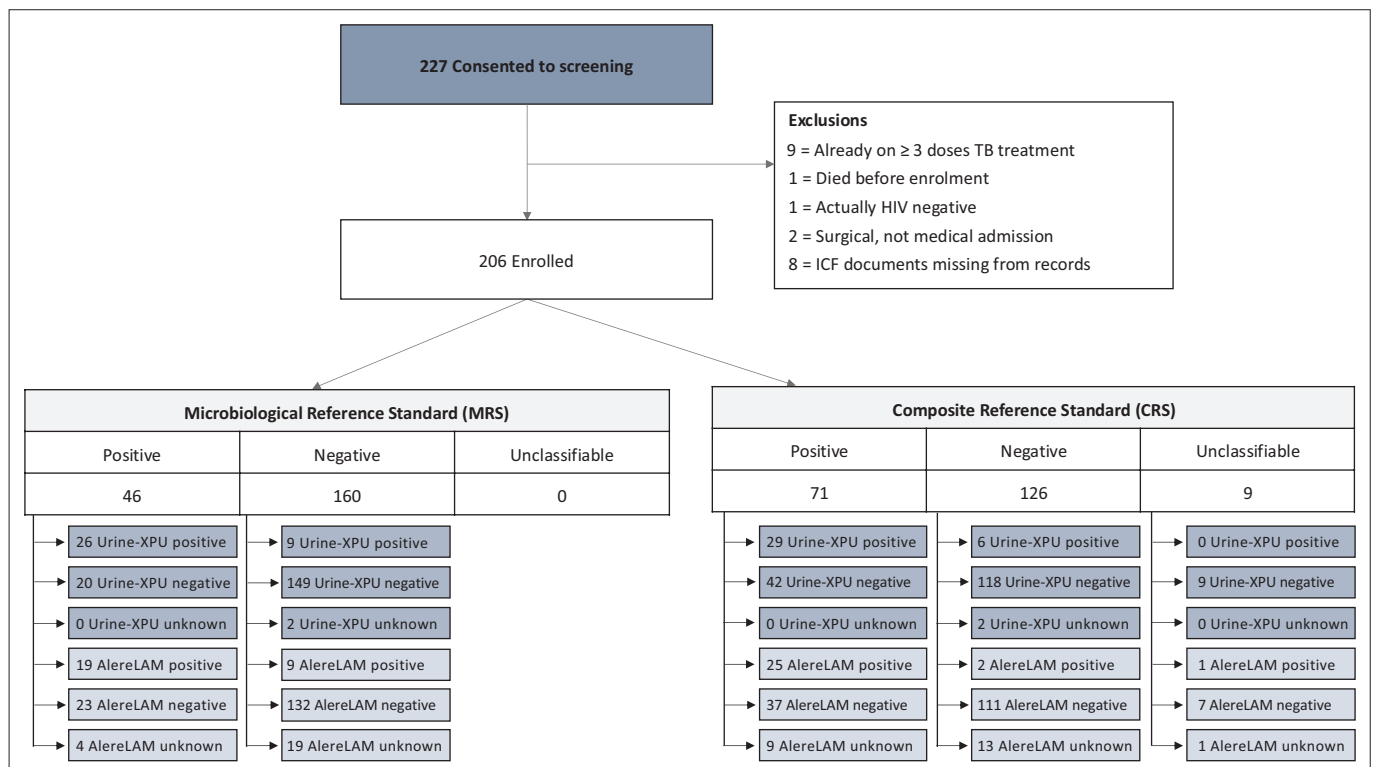 227 Consented to screening
Exclusions
9 = Already on ≥ 3 doses TB treatment
1 = Died before enrolment
1 = Actually HIV negative
2 = Surgical, not medical admission
8 = ICF documents missing from records
206 Enrolled
Microbiological Reference Standard (MRS)
Positive Negative Unclassifiable
46 160 0
26 Urine-XPU positive 9 Urine-XPU positive
20 Urine-XPU negative 149 Urine-XPU negative
0 Urine-XPU unknown 2 Urine-XPU unknown
19 AlereLAM positive 9 AlereLAM positive
23 AlereLAM negative 132 AlereLAM negative
4 AlereLAM unknown 19 AlereLAM unknown
Composite Reference Standard (CRS)
Positive Negative Unclassifiable
71 126 9
29 Urine-XPU positive 6 Urine-XPU positive 0 Urine-XPU positive
42 Urine-XPU negative 118 Urine-XPU negative 9 Urine-XPU negative
0 Urine-XPU unknown 2 Urine-XPU unknown 0 Urine-XPU unknown
25 AlereLAM positive 2 AlereLAM positive 1 AlereLAM positive
37 AlereLAM negative 111 AlereLAM negative 7 AlereLAM negative
9 AlereLAM unknown 13 AlereLAM unknown 1 AlereLAM unknown